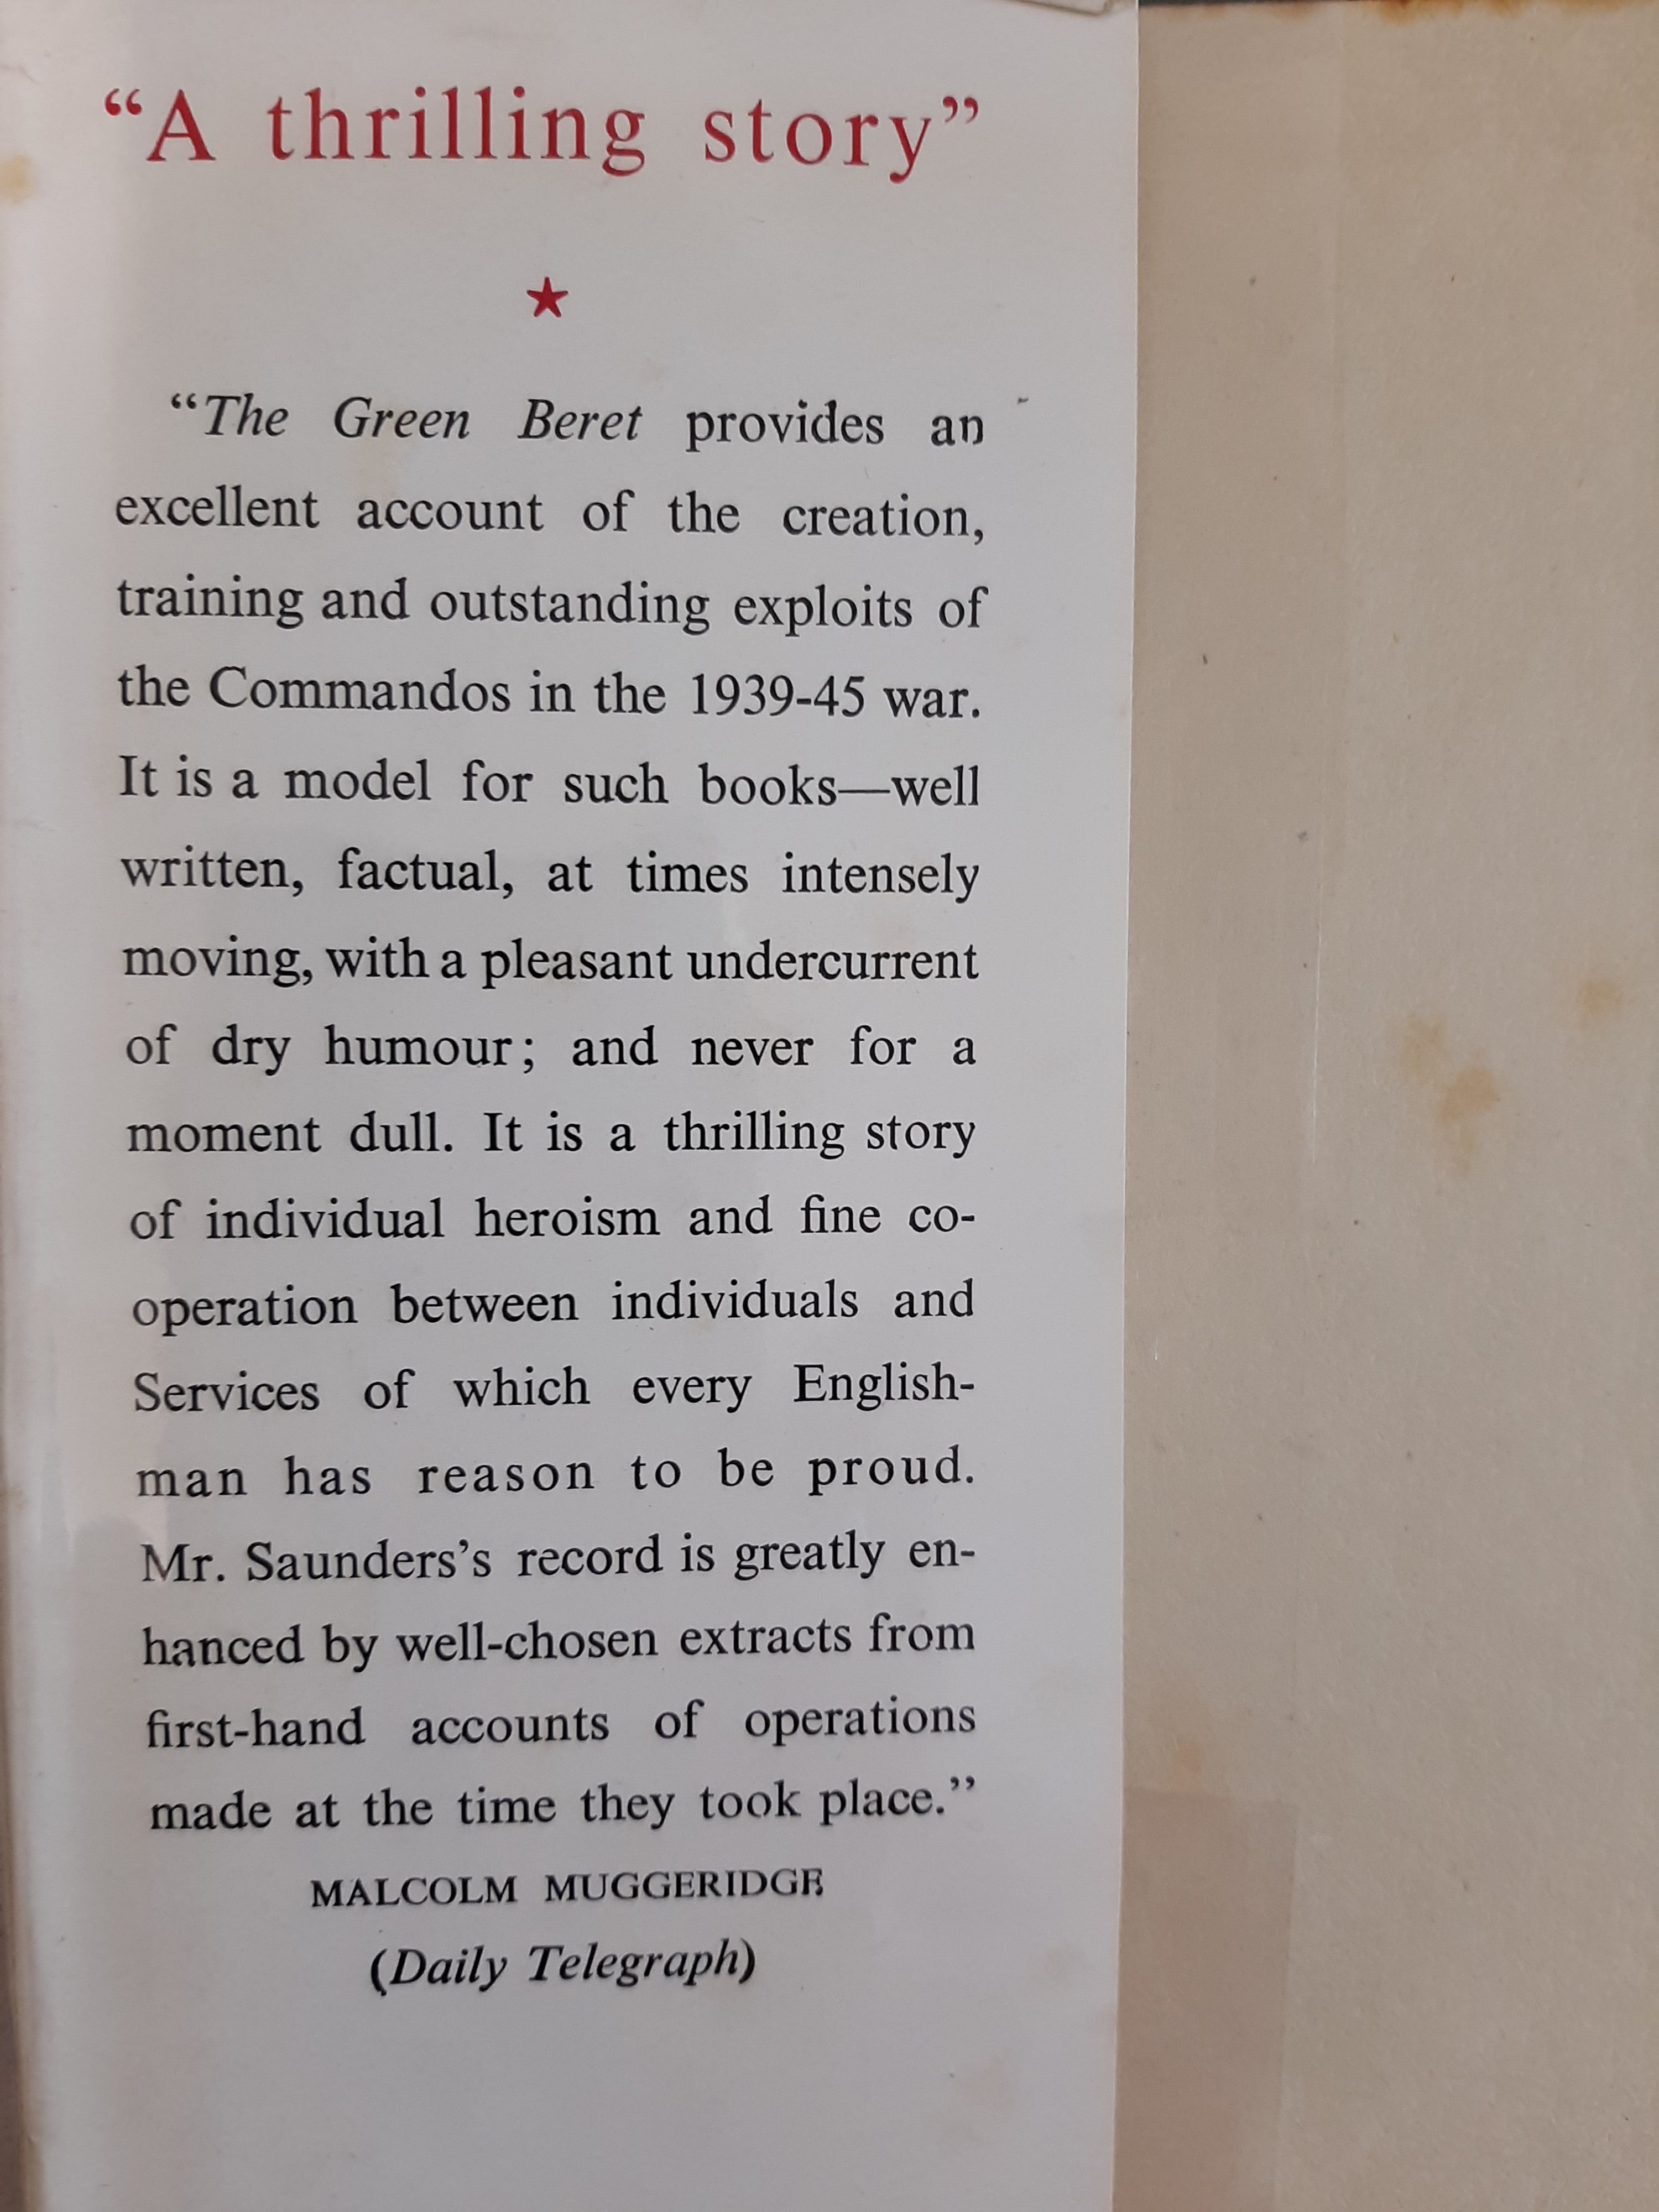 “A thrilling story”
“The Green Beret provides an
excellent account of the creation,
training and outstanding exploits of
the Commandos in the 1939-45 war.
It is a model for such books—well
written, factual, at times intensely
moving, with a pleasant undercurrent
of dry humour; and never for a
moment dull. It is a thrilling story
of individual heroism and fine co-
operation between individuals and
Services of which every English-
man has reason to be proud.
Mr. Saunders’s record is greatly en-
hanced by well-chosen extracts from
first-hand accounts of operations
made at the time they took place.”
MALCOLM MUGGERIDGE
(Daily Telegraph)